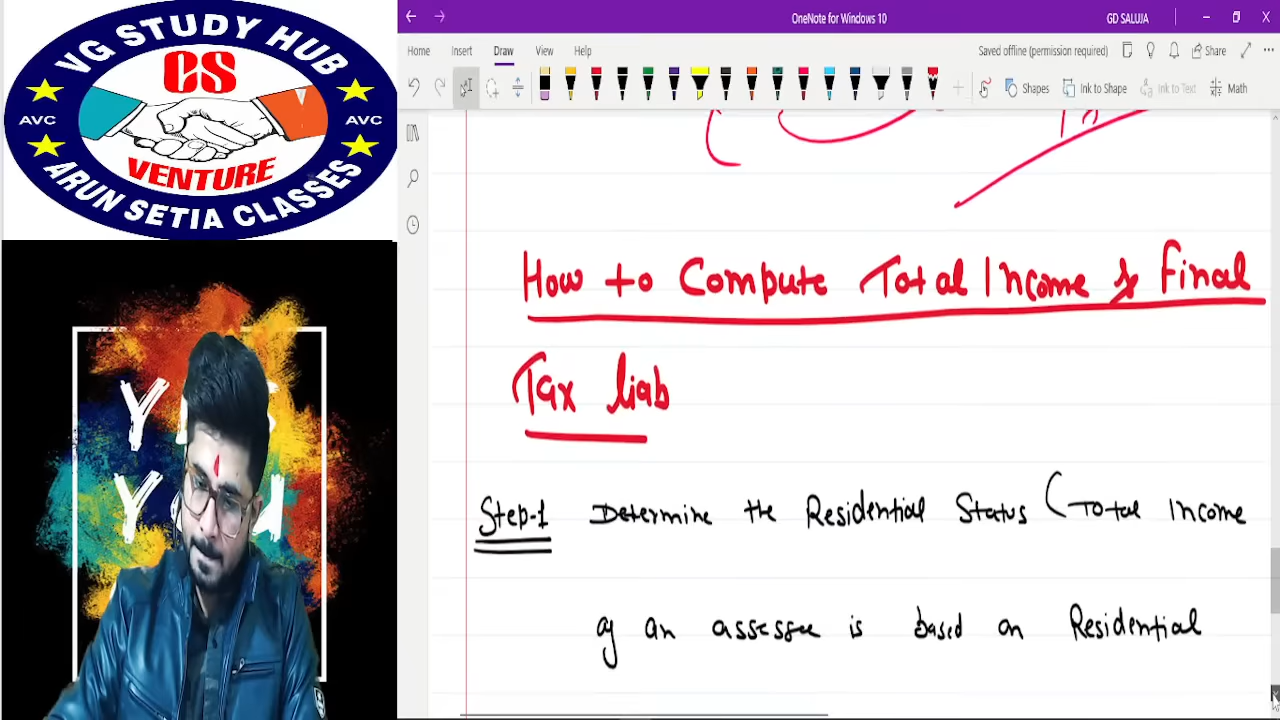 VG STUDY HUB
CS
AVC
AVC
VENTURE
ARUN SETIA CLASSES
OneNote for Windows 10
GD SALUJA
Home
Insert
Draw
View
Help
Saved offline (permission required)
Share
Shapes
Ink to Shape
Ink to Text
Math
How to Compute Total Income & Final
Tax liab
Step-1 Determine the Residential Status (Total Income
of an assessee is based on Residential